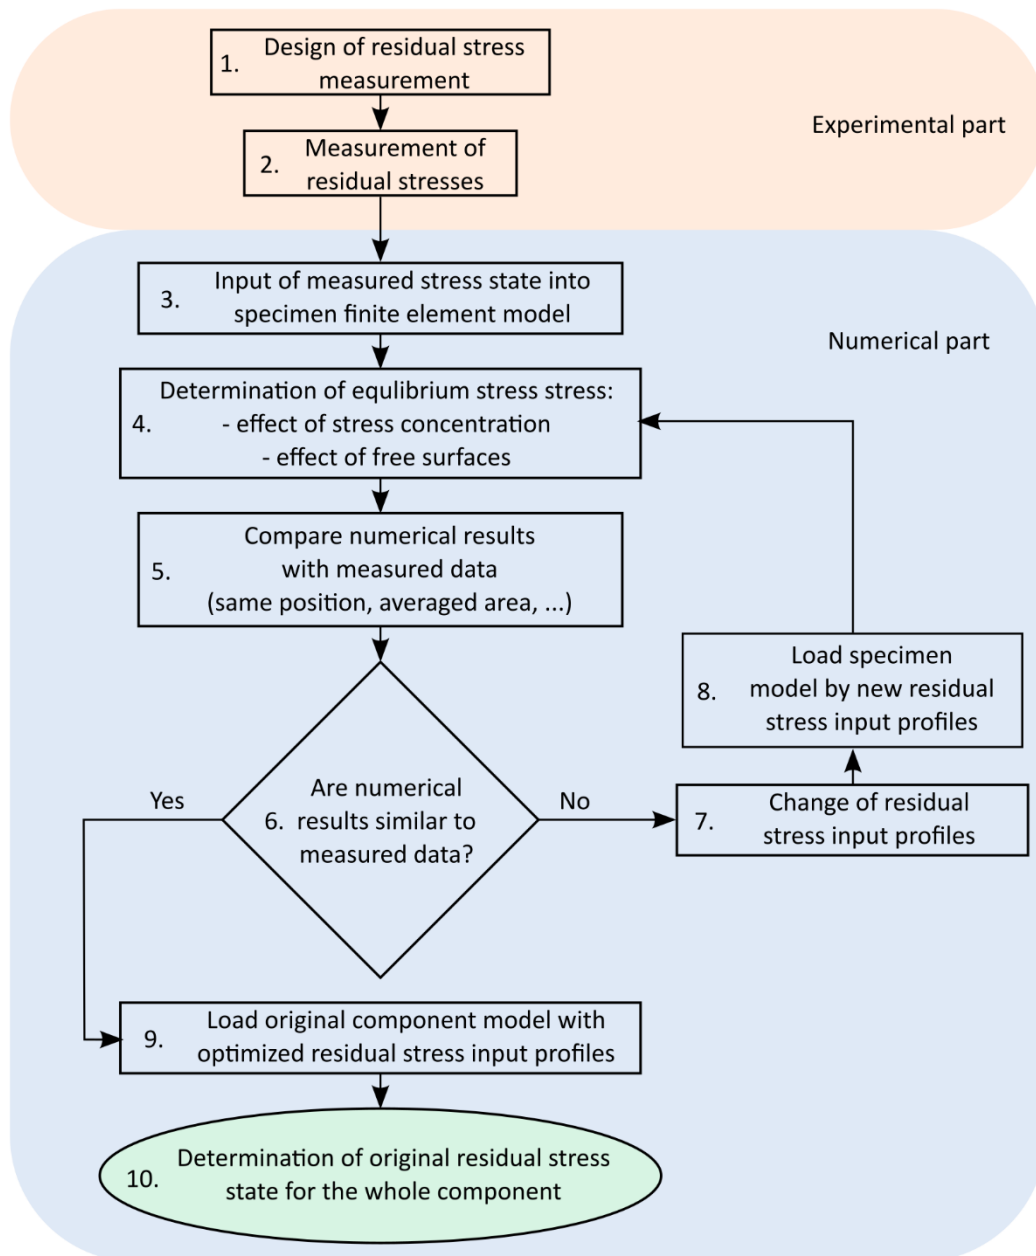 1. Design of residual stress
measurement
Experimental part
2. Measurement of
residual stresses
3. Input of measured stress state into
specimen finite element model
Numerical part
4. Determination of equlibrium stress stress:
- effect of stress concentration
- effect of free surfaces
5. Compare numerical results
with measured data
(same position, averaged area, ...)
6. Are numerical
results similar to
measured data?
Yes
No
7. Change of residual
stress input profiles
8. Load specimen
model by new residual
stress input profiles
9. Load original component model with
optimized residual stress input profiles
10. Determination of original residual stress
state for the whole component